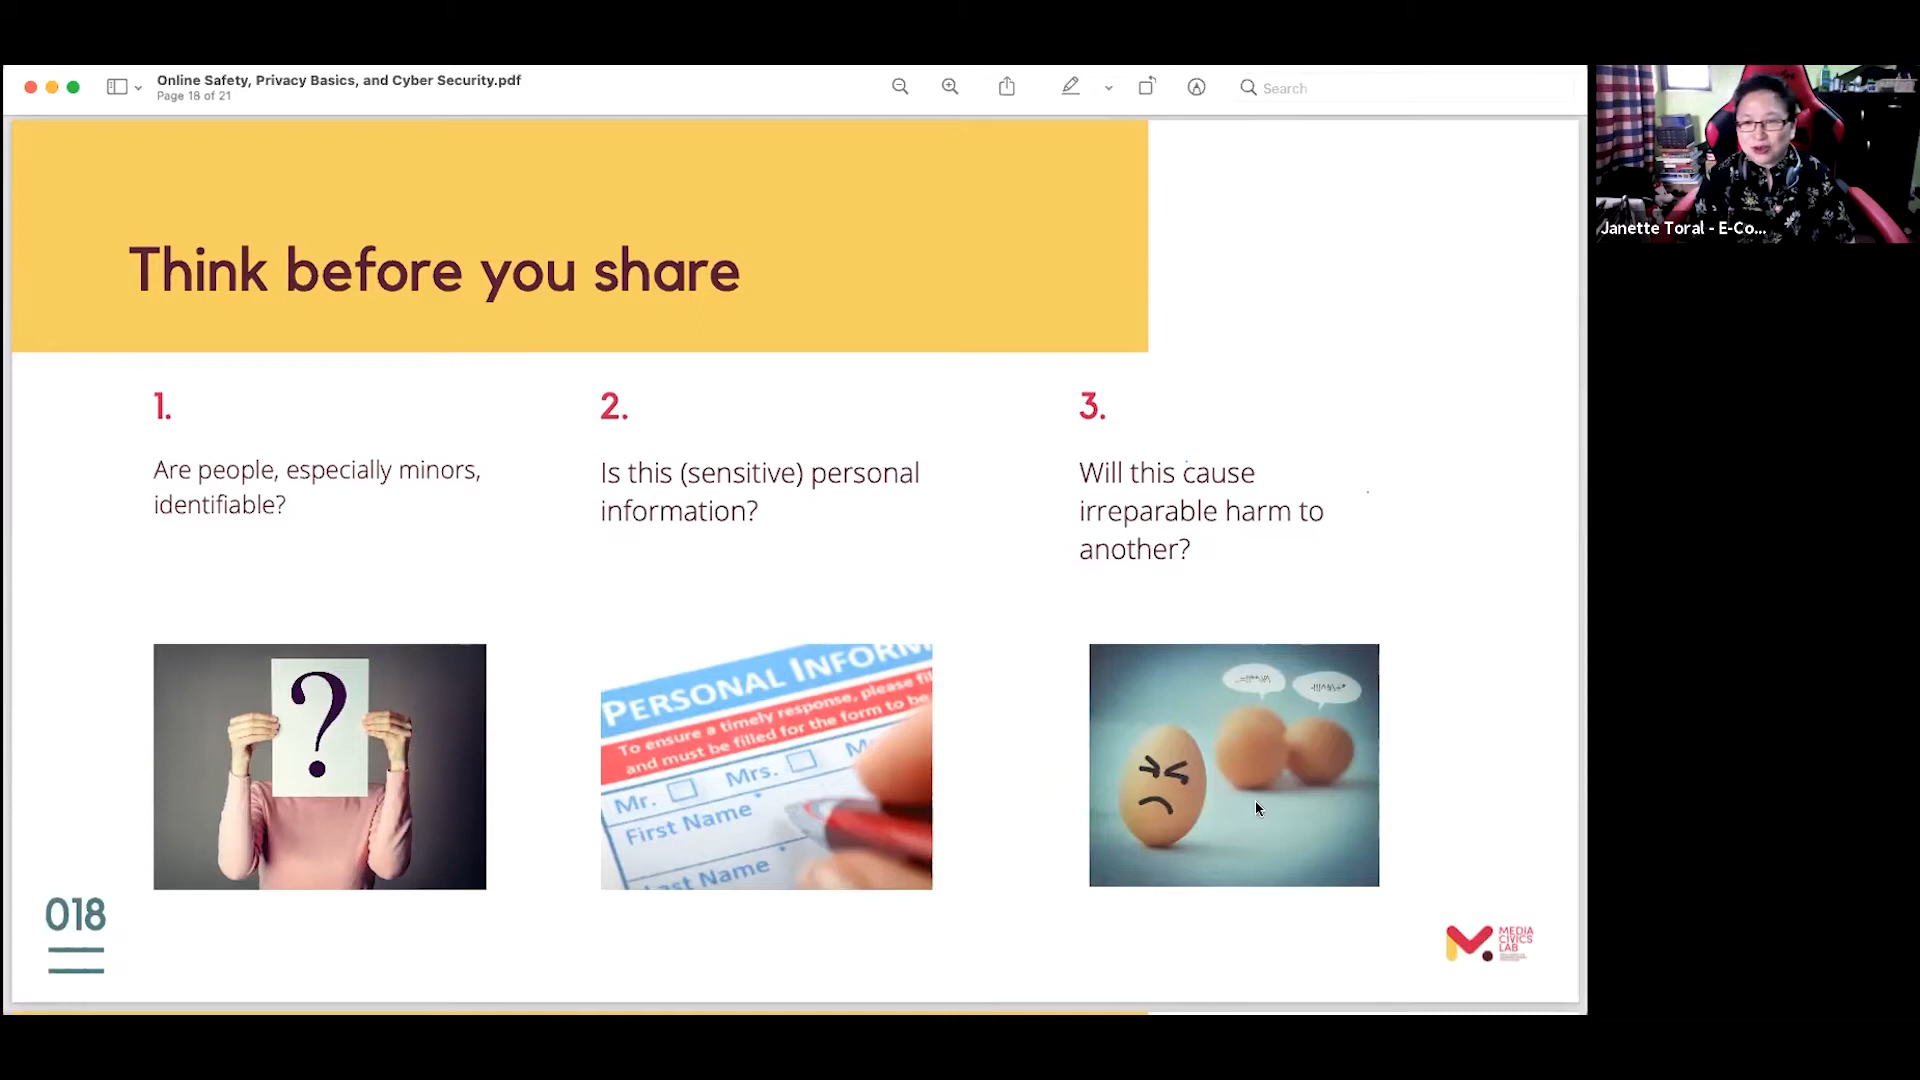 Online Safety, Privacy Basics, and Cyber Security.pdf
Page 18 of 21
Search
Janette Toral - E-Co...
Think before you share
1.
Are people, especially minors,
identifiable?
2.
Is this (sensitive) personal
information?
3.
Will this cause
irreparable harm to
another?
?
PERSONAL INFORM
To ensure a timely response, please fil
and must be filled for the form to be
Mr. Mrs.
First Name
Last Name
018
MEDIA
CIVICS
LAB